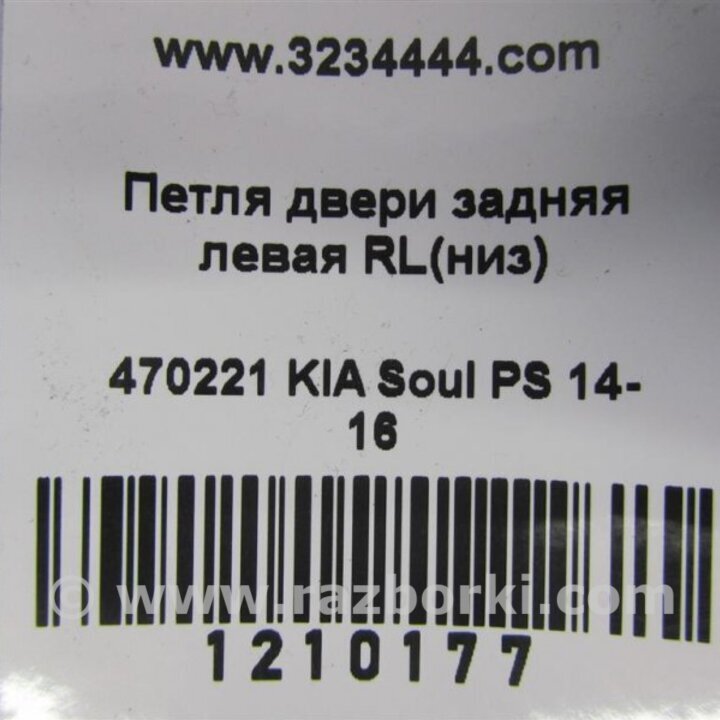 www.3234444.com
Петля двери задняя
левая RL(низ)
470221 KIA Soul PS 14-
16
© www.razborki.com
1210177